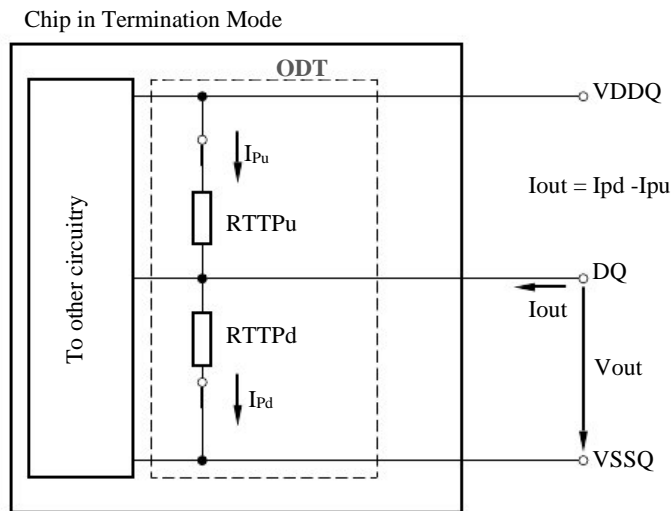 Chip in Termination Mode
ODT
VDDQ
IPu
Iout = Ipd -Ipu
RTTPu
To other circuitry
DQ
Iout
RTTPd
Vout
IPd
VSSQ